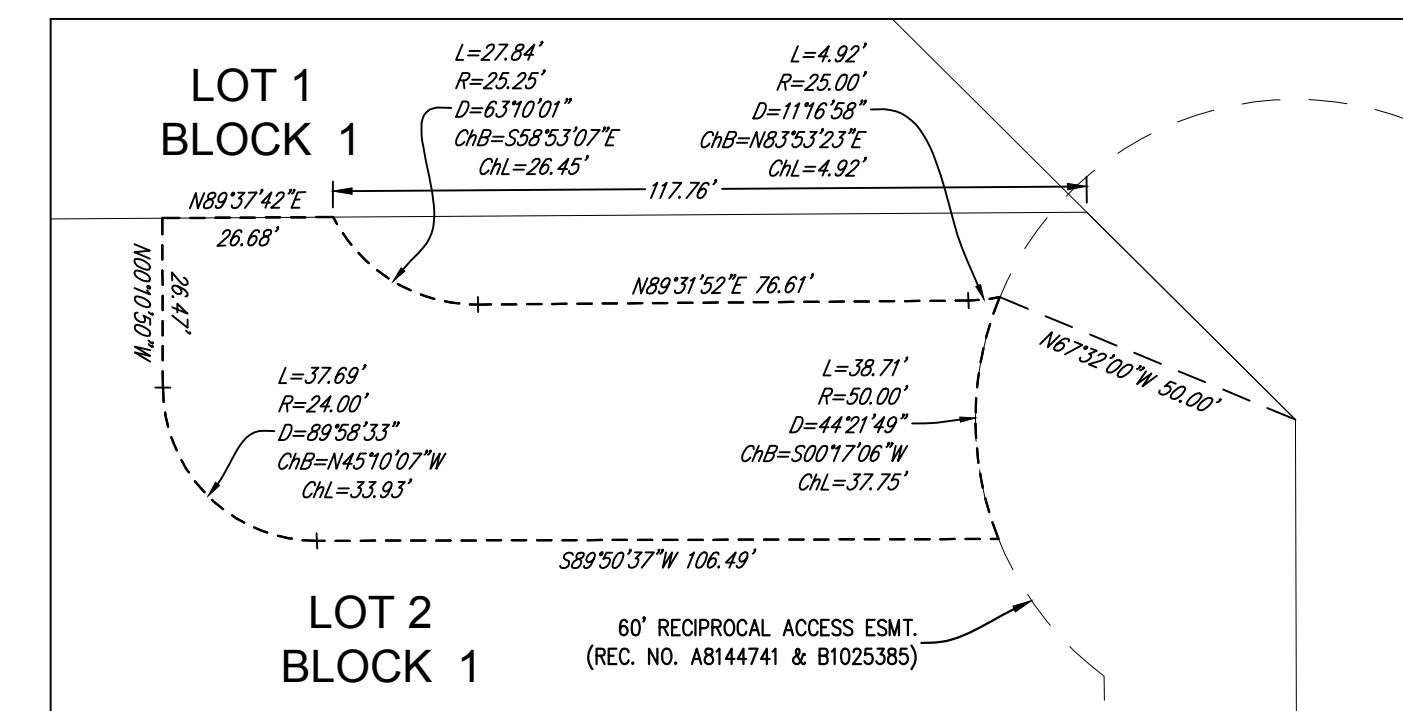 LOT 1
BLOCK 1
L=27.84'
R=25.25'
D=63°10'01"
ChB=S58°53'07"E
ChL=26.45'
L=4.92'
R=25.00'
D=11°16'58"
ChB=N83°53'23"E
ChL=4.92'
117.76'
N89°37'42"E
26.68'
N00°10'50"W
26.47'
N89°31'52"E 76.61'
N67°32'00"W 50.00'
L=37.69'
R=24.00'
D=89°58'33"
ChB=N45°10'07"W
ChL=33.93'
L=38.71'
R=50.00'
D=44°21'49"
ChB=S00°17'06"W
ChL=37.75'
S89°50'37"W 106.49'
LOT 2
BLOCK 1
60' RECIPROCAL ACCESS ESMT.
(REC. NO. A8144741 & B1025385)